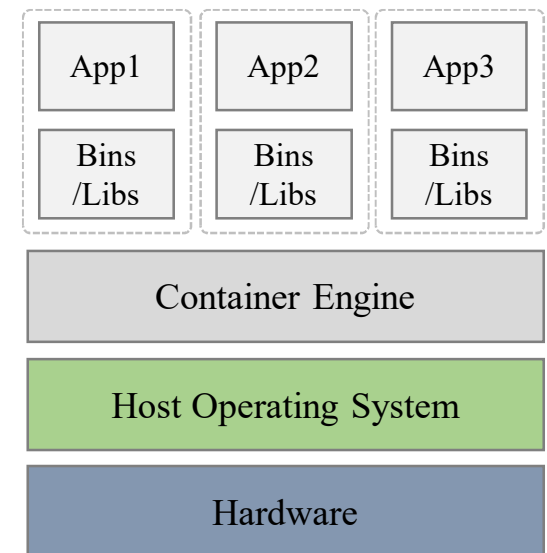 App1 App2 App3
Bins Bins Bins
/Libs /Libs /Libs
Container Engine
Host Operating System
Hardware